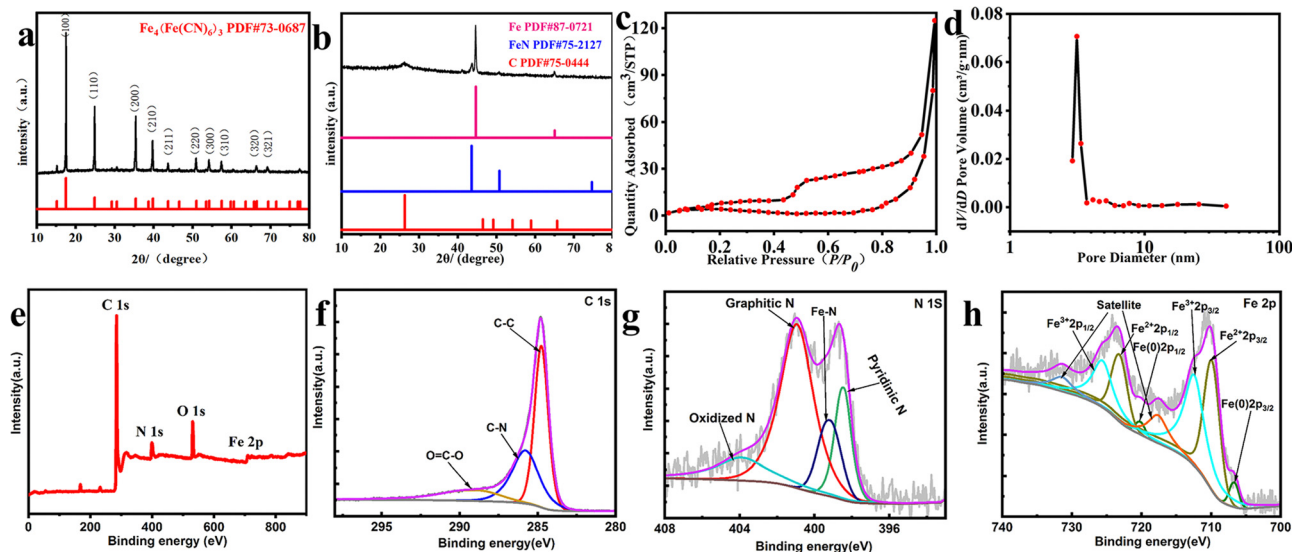 a
Fe4(Fe(CN)6)3 PDF#73-0687
(100)
(110)
(200)
(210)
(211)
(220)
(300)
(310)
(320)
(321)
intensity (a.u.)
10 20 30 40 50 60 70 80
2θ/（degree）
b
Fe PDF#87-0721
FeN PDF#75-2127
C PDF#75-0444
intensity (a.u.)
10 20 30 40 50 60 70 8
2θ/ (degree)
c
Quantity Adsorbed（cm³/STP）
120
90
60
30
0
0.0 0.2 0.4 0.6 0.8 1.0
Relative Pressure（P/P0）
d
dV/dD Pore Volume (cm³/g·nm)
0.08
0.06
0.04
0.02
0.00
1 10 100
Pore Diameter (nm)
e
C 1s
N 1s
O 1s
Fe 2p
Intensity(a.u.)
0 200 400 600 800
Binding energy (eV)
f
C 1s
C-C
C-N
O=C-O
Intensity(a.u.)
295 290 285 280
Binding energy(eV)
g
N 1S
Graphitic N
Fe-N
Pyridinic N
Oxidized N
Intensity(a.u.)
408 404 400 396
Binding energy(eV)
h
Fe 2p
Satellite
Fe3+2p3/2
Fe3+2p1/2
Fe2+2p1/2
Fe(0)2p1/2
Fe2+2p3/2
Fe(0)2p3/2
Intensity(a.u.)
740 730 720 710 700
Binding energy(eV)